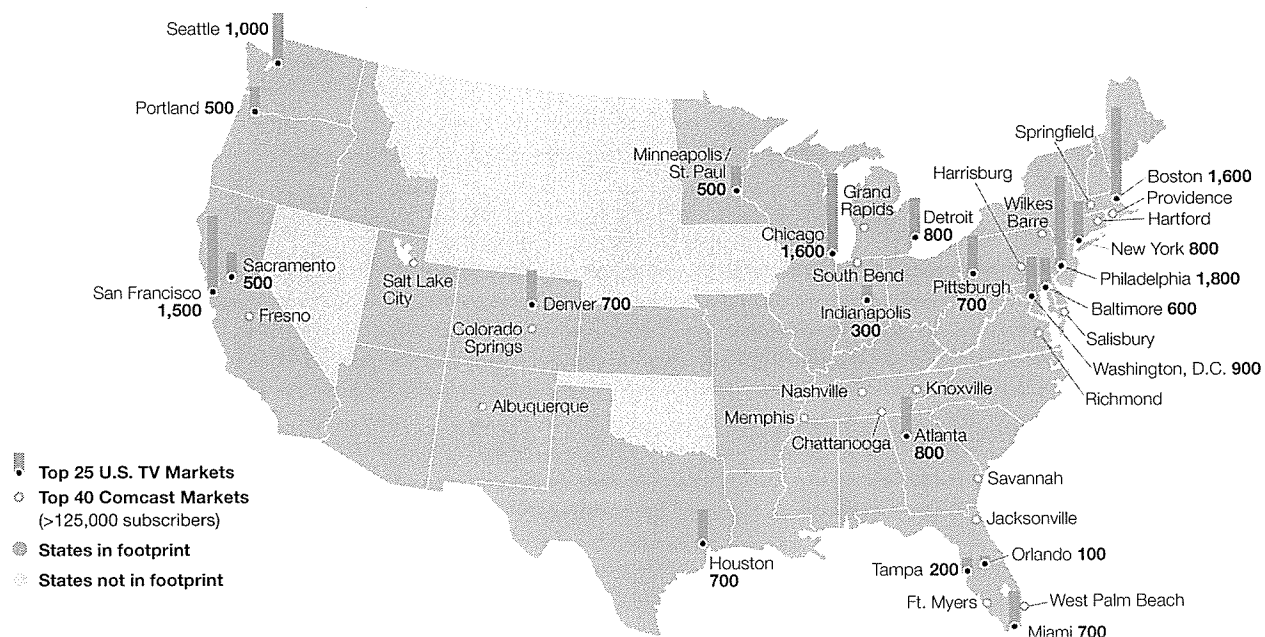 Seattle 1,000
Portland 500
Minneapolis/
St. Paul
500
Springfield
Harrisburg
Grand
Rapids
Wilkes
Barre
Boston 1,600
Providence
Hartford
Detroit
800
Chicago
1,600
New York 800
Sacramento
500
Salt Lake
City
South Bend
Pittsburgh
700
Philadelphia 1,800
San Francisco
1,500
Denver 700
Indianapolis
300
Baltimore 600
Fresno
Colorado
Springs
Salisbury
Washington, D.C. 900
Nashville
Knoxville
Richmond
Albuquerque
Memphis
Chattanooga
Atlanta
800
Top 25 U.S. TV Markets
Top 40 Comcast Markets
(>125,000 subscribers)
States in footprint
States not in footprint
Savannah
Jacksonville
Houston
700
Orlando 100
Tampa 200
Ft. Myers
West Palm Beach
Miami 700